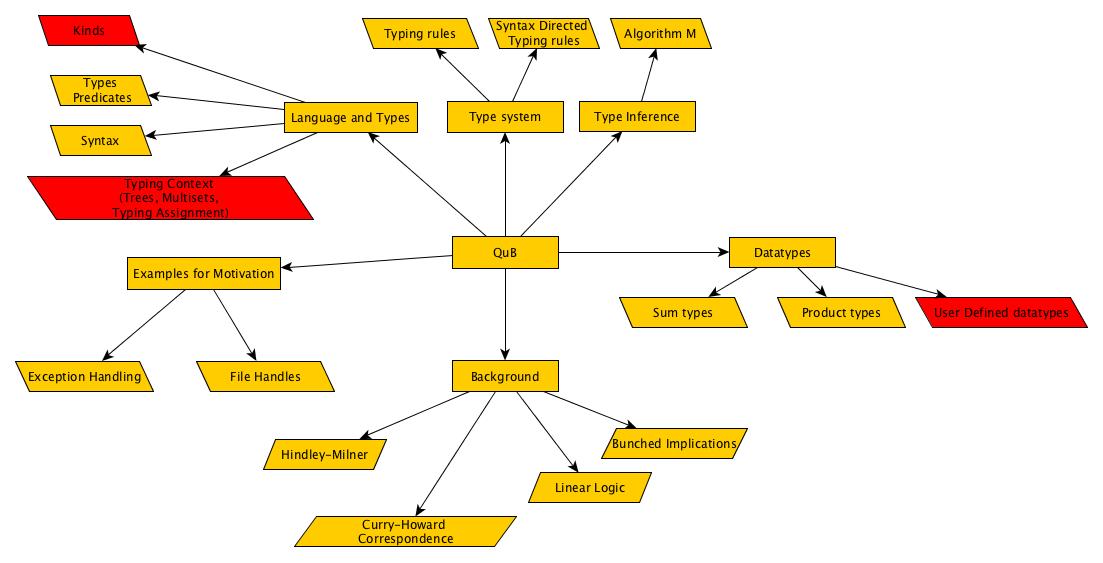 Kinds
Typing rules
Syntax Directed
Typing rules
Algorithm M
Types
Predicates
Language and Types
Type system
Type Inference
Syntax
Typing Context
(Trees, Multisets,
Typing Assignment)
QuB
Datatypes
Examples for Motivation
Sum types
Product types
User Defined datatypes
Exception Handling
File Handles
Background
Hindley-Milner
Bunched Implications
Linear Logic
Curry-Howard
Correspondence